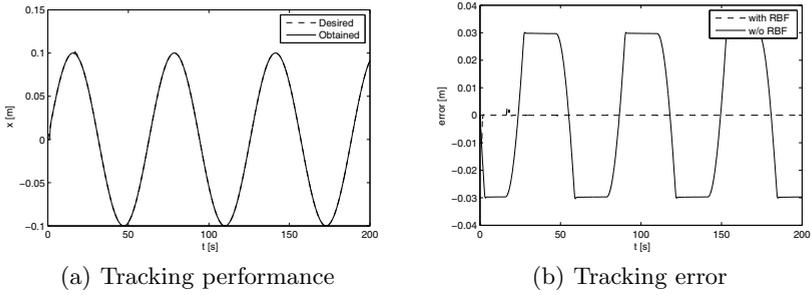 0.15
0.1
0.05
0
−0.05
−0.1
x [m]
Desired
Obtained
0
50
100
150
200
t [s]
(a) Tracking performance
0.04
0.03
0.02
0.01
0
−0.01
−0.02
−0.03
−0.04
error [m]
with RBF
w/o RBF
0
50
100
150
200
t [s]
(b) Tracking error